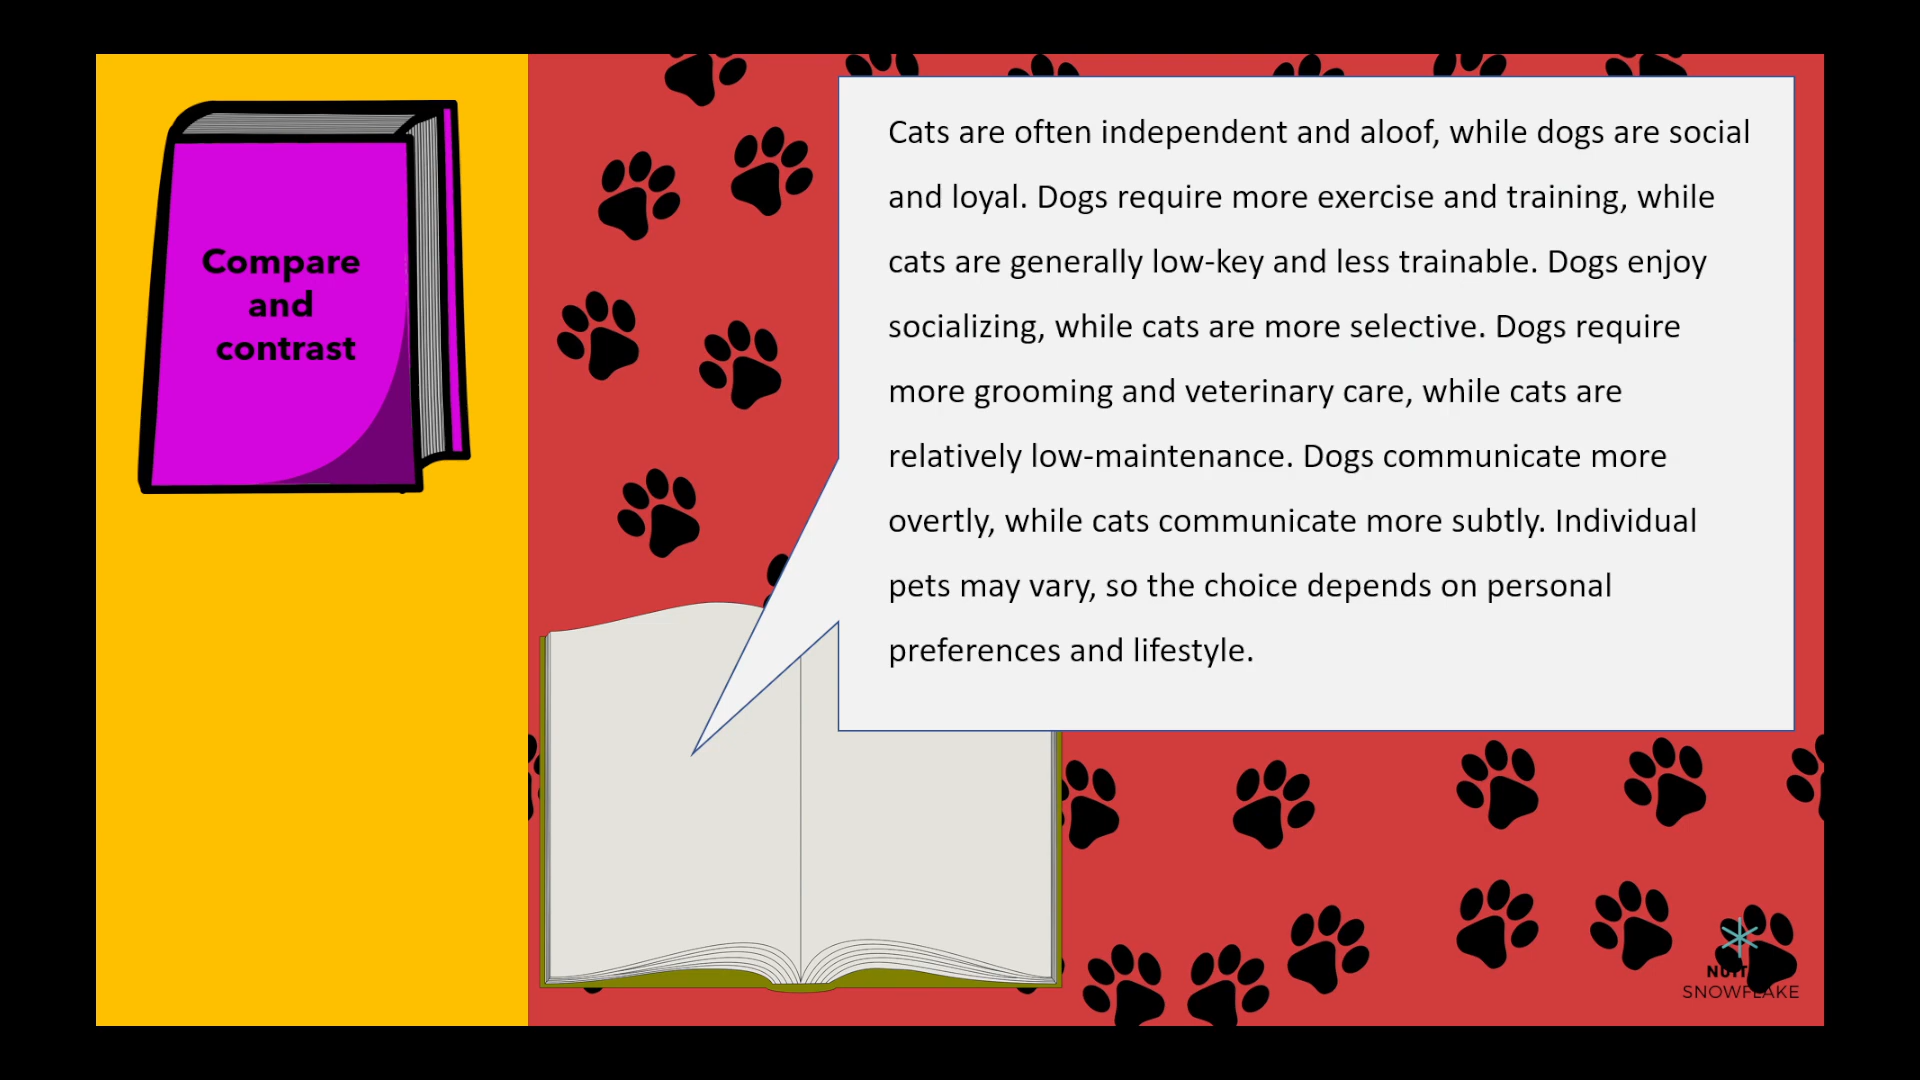 Compare
and
contrast
Cats are often independent and aloof, while dogs are social
and loyal. Dogs require more exercise and training, while
cats are generally low-key and less trainable. Dogs enjoy
socializing, while cats are more selective. Dogs require
more grooming and veterinary care, while cats are
relatively low-maintenance. Dogs communicate more
overtly, while cats communicate more subtly. Individual
pets may vary, so the choice depends on personal
preferences and lifestyle.
SNOWFLAKE